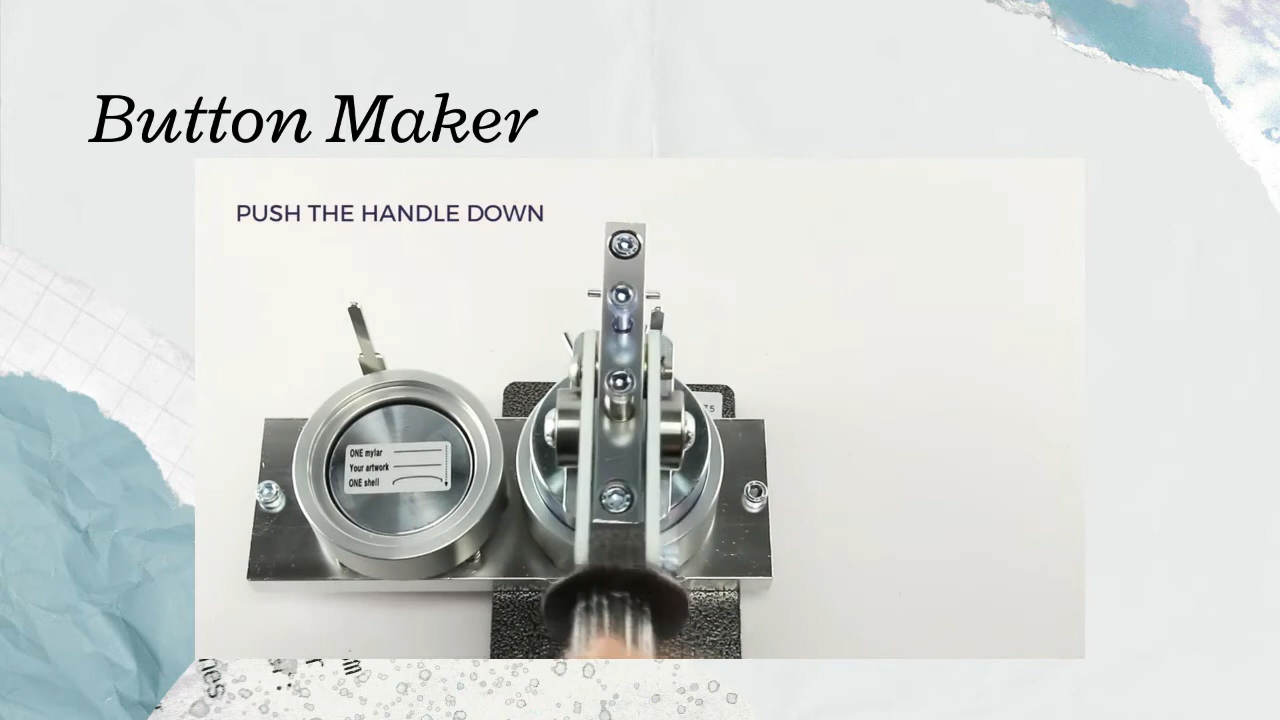 Button Maker
PUSH THE HANDLE DOWN
ONE mylar
Your artwork
ONE shell